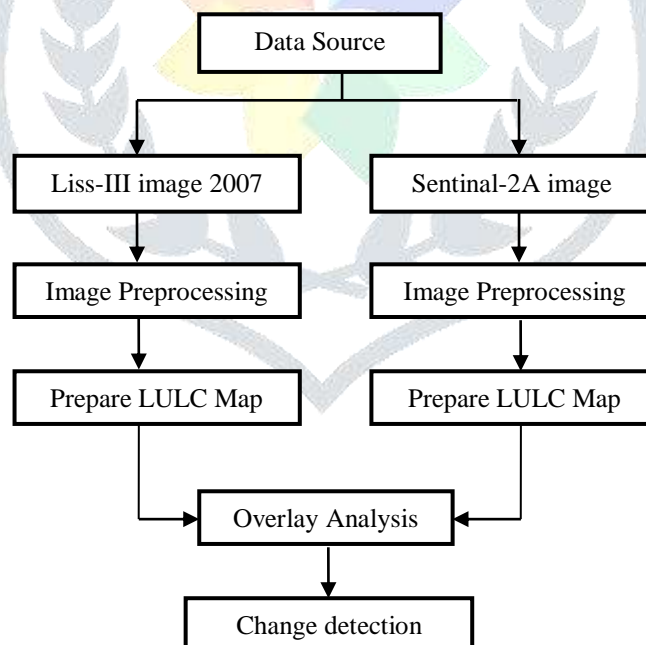 Data Source
Liss-III image 2007
Sentinal-2A image
Image Preprocessing
Image Preprocessing
Prepare LULC Map
Prepare LULC Map
Overlay Analysis
Change detection